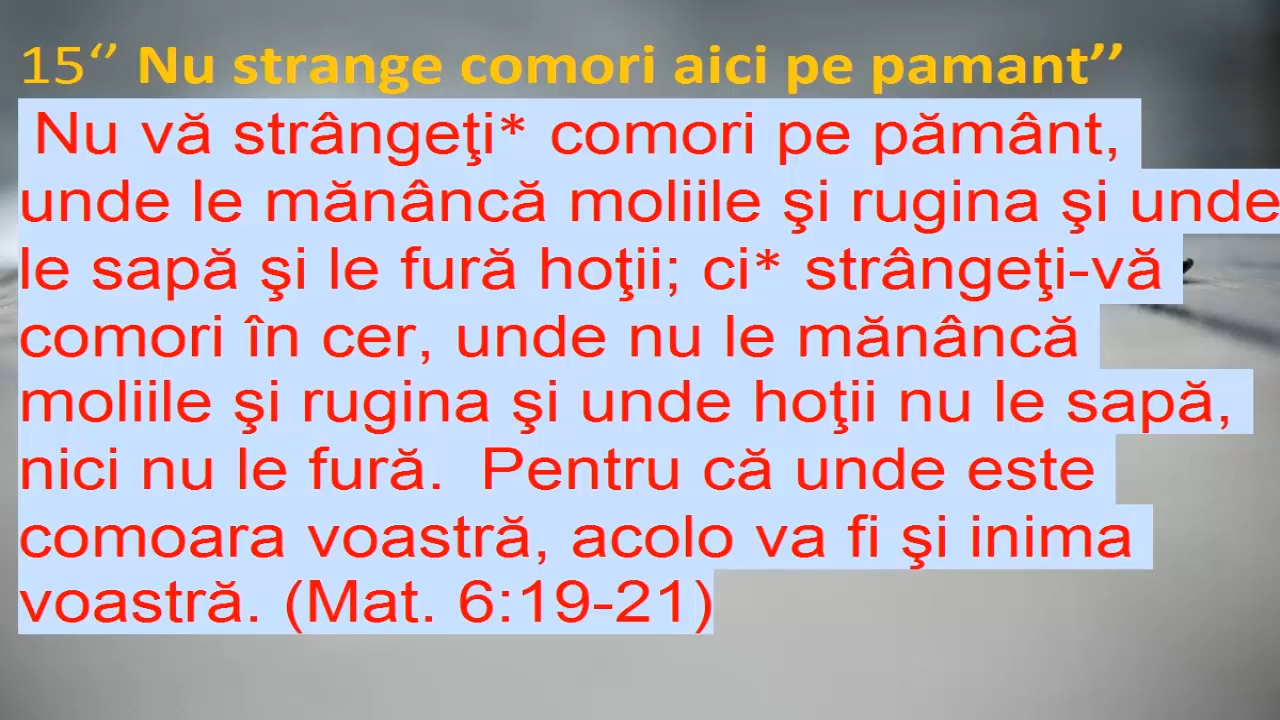 15‘’ Nu strange comori aici pe pamant’’
Nu vă strângeţi* comori pe pământ,
unde le mănâncă moliile şi rugina şi unde
le sapă şi le fură hoţii; ci* strângeţi-vă
comori în cer, unde nu le mănâncă
moliile şi rugina şi unde hoţii nu le sapă,
nici nu le fură.  Pentru că unde este
comoara voastră, acolo va fi şi inima
voastră. (Mat. 6:19-21)